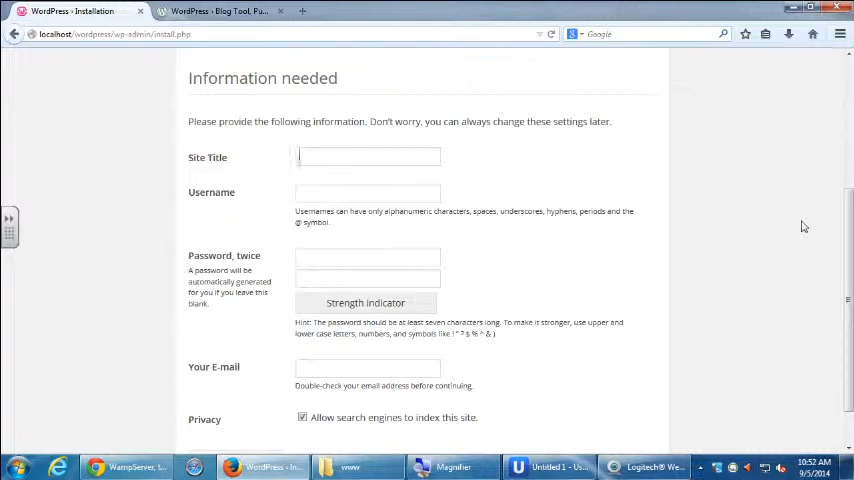 WordPress › Installation
WordPress › Blog Tool, Pu...
localhost/wordpress/wp-admin/install.php
Google
Information needed
Please provide the following information. Don't worry, you can always change these settings later.
Site Title
Username
Usernames can have only alphanumeric characters, spaces, underscores, hyphens, periods and the
@ symbol.
Password, twice
A password will be
automatically generated
for you if you leave this
blank.
Strength indicator
Hint: The password should be at least seven characters long. To make it stronger, use upper and
lower case letters, numbers, and symbols like ! " ? $ % ^ & )
Your E-mail
Double-check your email address before continuing.
Privacy
Allow search engines to index this site.
WampServer, t...
WordPress › In...
www
Magnifier
Untitled 1 - Us...
Logitech® We...
10:52 AM
9/5/2014